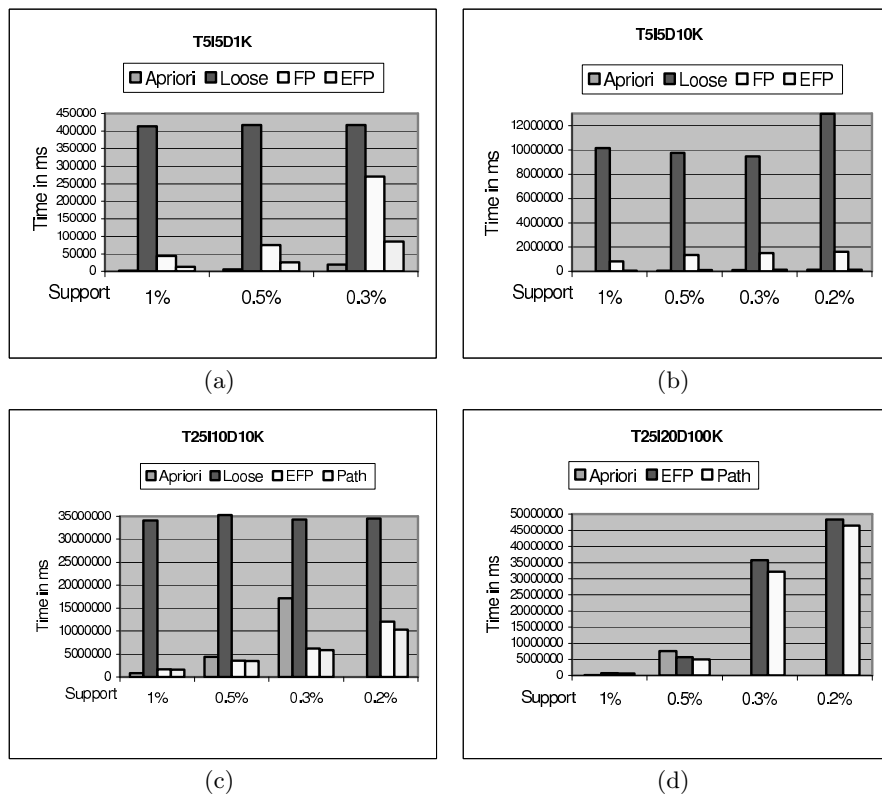 T5I5D1K
Apriori Loose FP EFP
450000
400000
350000
300000
250000
200000
150000
100000
50000
0
Time in ms
Support
1% 0.5% 0.3%
(a)
T5I5D10K
Apriori Loose FP EFP
12000000
10000000
8000000
6000000
4000000
2000000
0
Time in ms
Support
1% 0.5% 0.3% 0.2%
(b)
T25I10D10K
Apriori Loose EFP Path
35000000
30000000
25000000
20000000
15000000
10000000
5000000
0
Time in ms
Support
1% 0.5% 0.3% 0.2%
(c)
T25I20D100K
Apriori EFP Path
50000000
45000000
40000000
35000000
30000000
25000000
20000000
15000000
10000000
5000000
0
Time in ms
Support
1% 0.5% 0.3% 0.2%
(d)